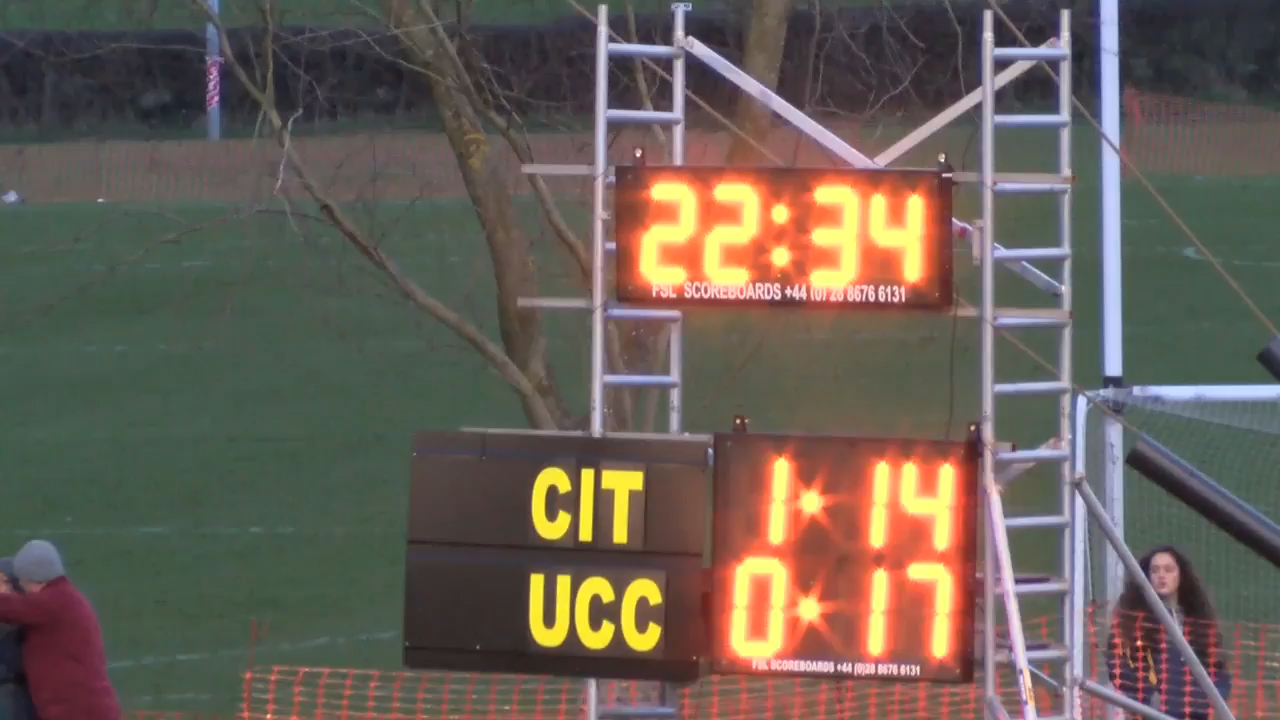 22:34
FSL SCOREBOARDS +44 (0) 28 8676 6131
CIT 1·14
UCC 0·17
FSL SCOREBOARDS +44 (0)28 8676 6131